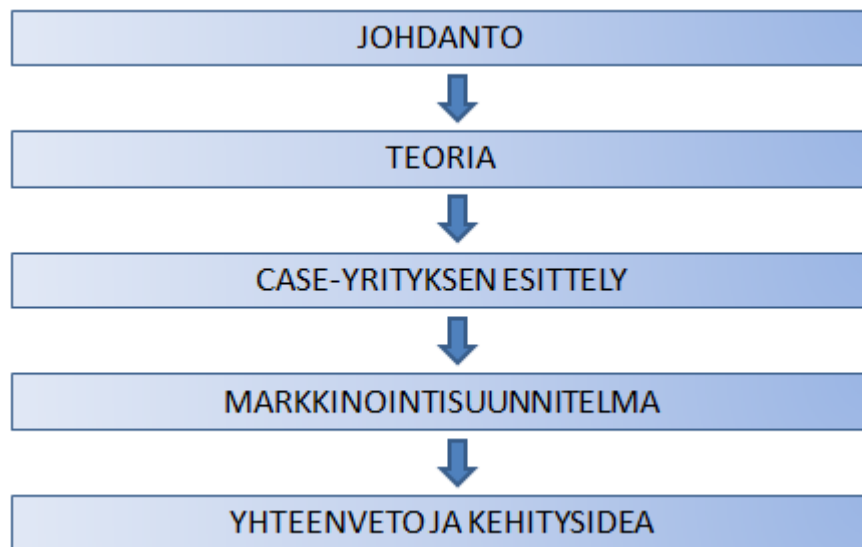 JOHDANTO
TEORIA
CASE-YRITYKSEN ESITTELY
MARKKINOINTISUUNNITELMA
YHTEENVETO JA KEHITYSIDEA